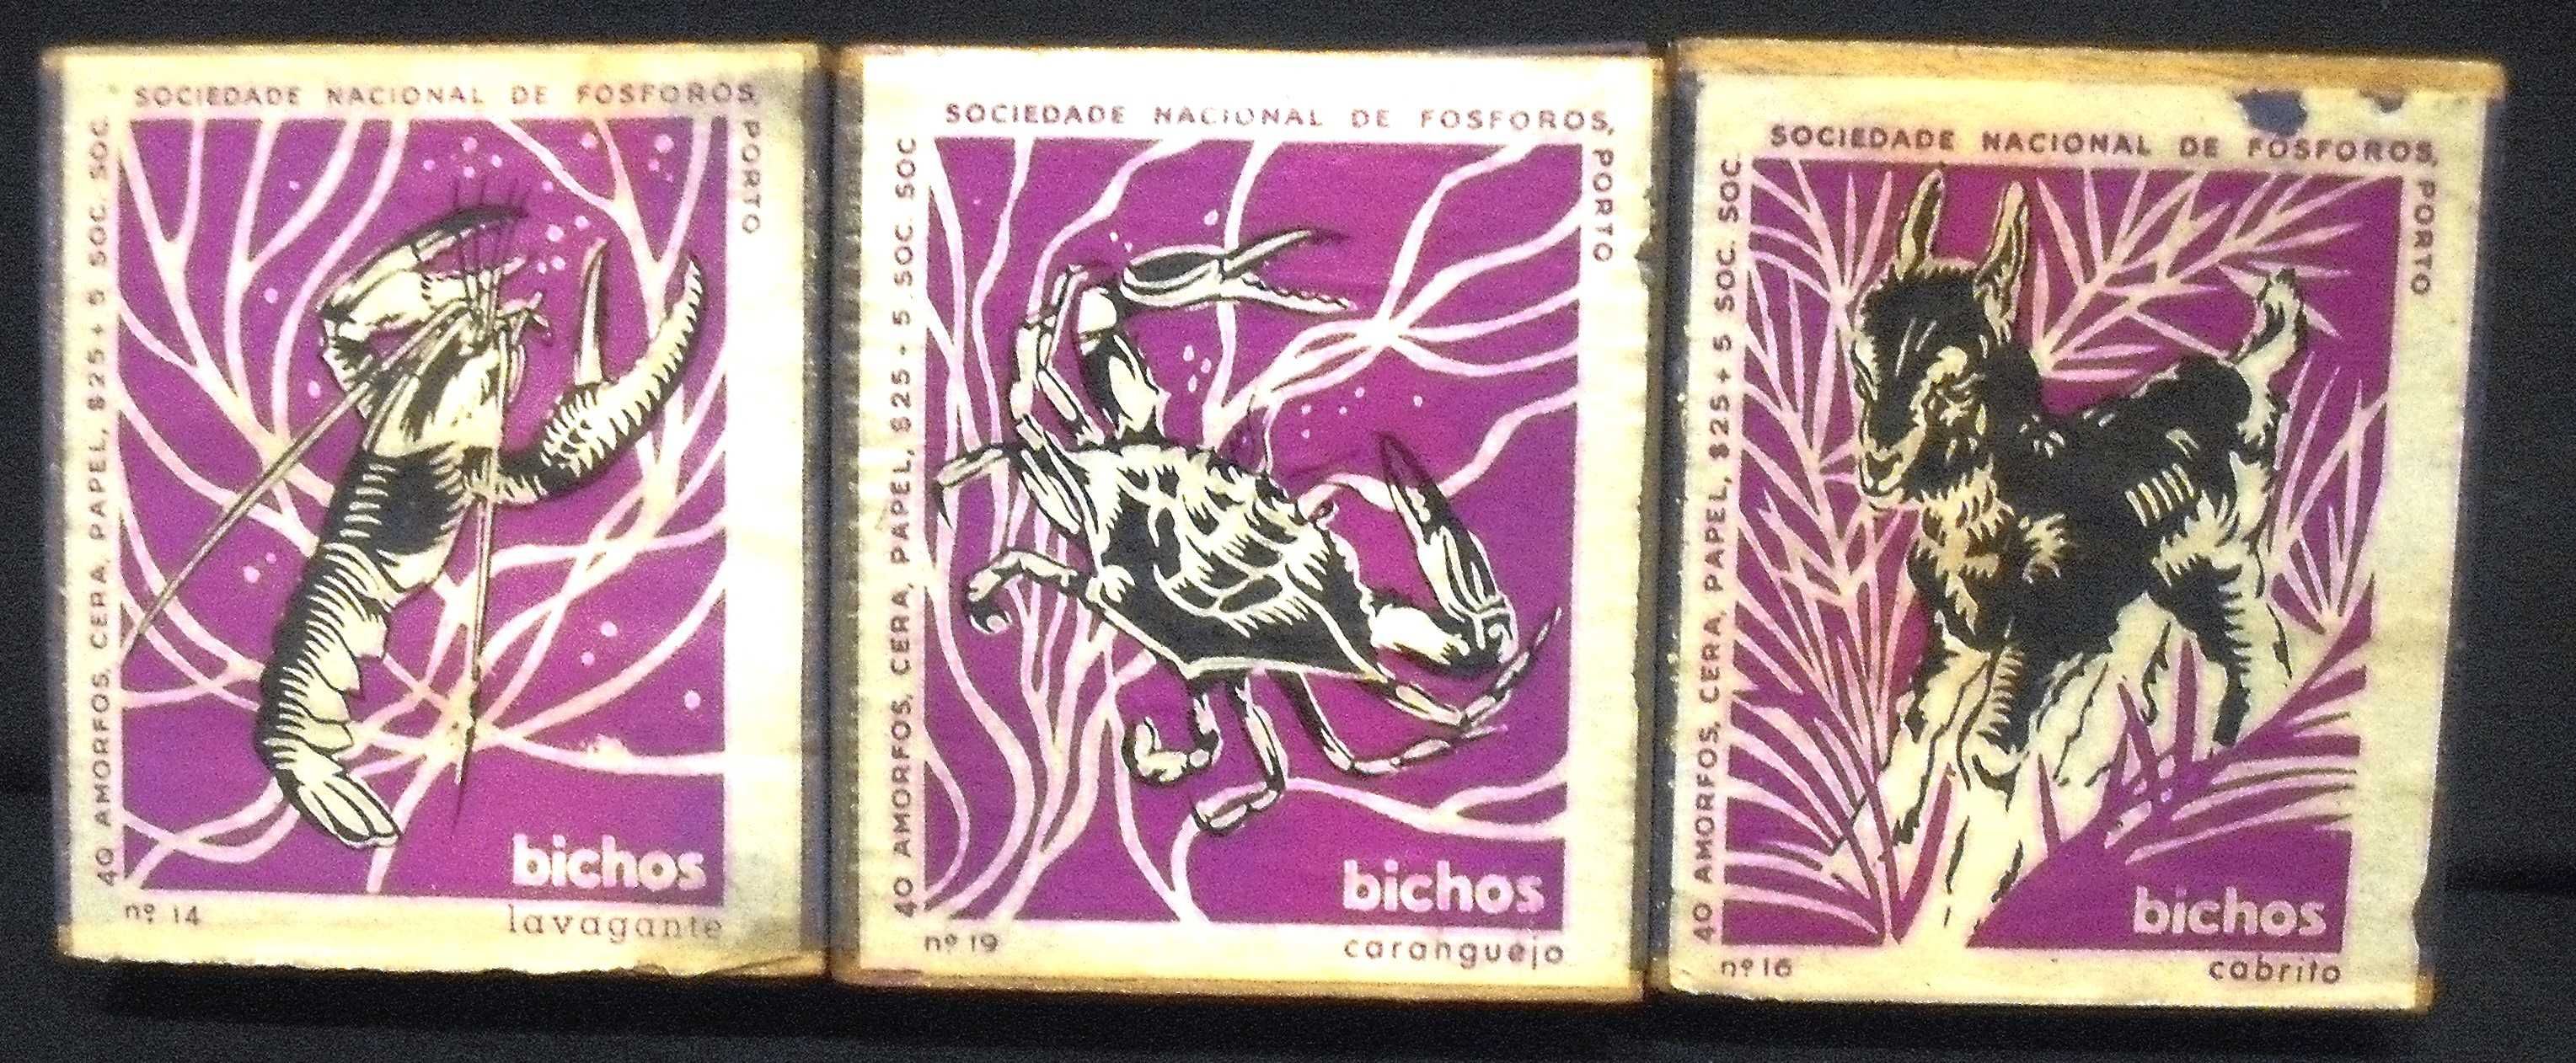 SOCIEDADE NACIONAL DE FOSFOROS,
PORTO
40 AMORFOS, CERA, PAPEL, $25+5 SOC. SOC.
bichos
nº 14
lavagante
SOCIEDADE NACIONAL DE FOSFOROS,
PORTO
40 AMORFOS, CERA, PAPEL, $25+5 SOC. SOC
bichos
nº 19
caranguejo
SOCIEDADE NACIONAL DE FOSFOROS,
PORTO
40 AMORFOS, CERA, PAPEL, $25+5 SOC. SOC.
bichos
nº 16
cabrito